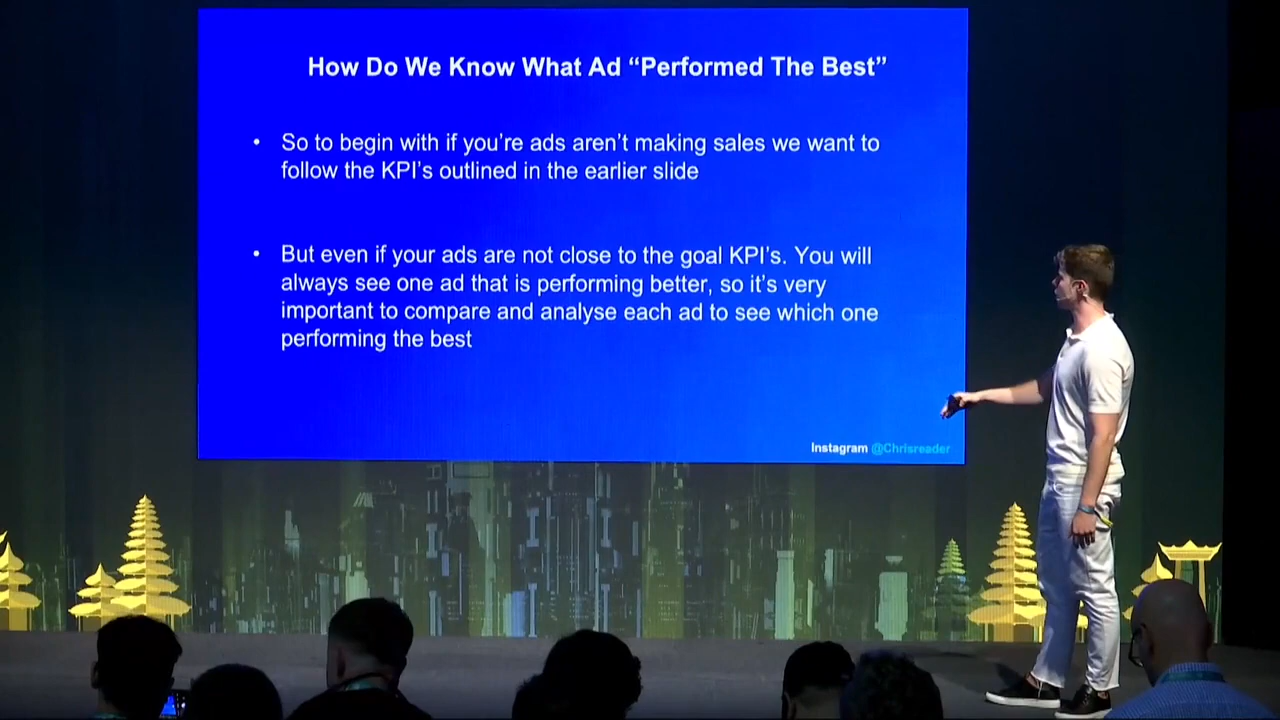 How Do We Know What Ad “Performed The Best”
• So to begin with if you’re ads aren’t making sales we want to
follow the KPI’s outlined in the earlier slide
• But even if your ads are not close to the goal KPI’s. You will
always see one ad that is performing better, so it’s very
important to compare and analyse each ad to see which one
performing the best
Instagram @Chrisreader